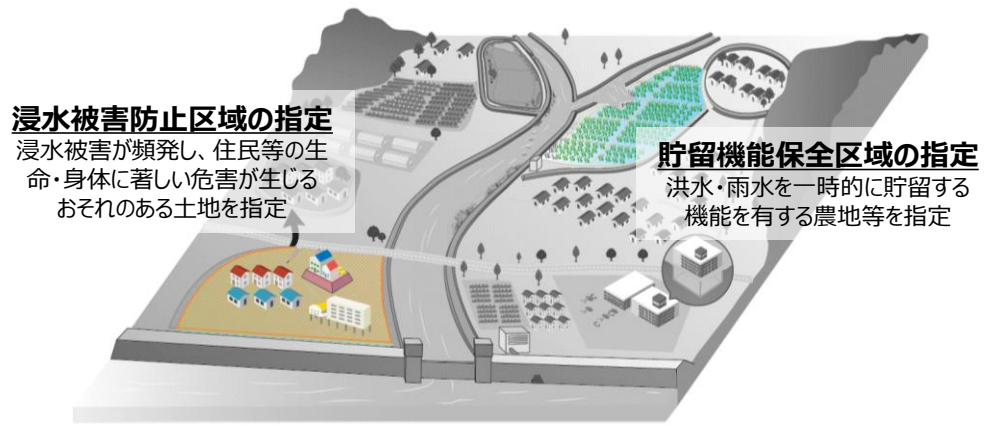 浸水被害防止区域の指定
浸水被害が頻発し、住民等の生
命・身体に著しい危害が生じる
おそれのある土地を指定
貯留機能保全区域の指定
洪水・雨水を一時的に貯留する
機能を有する農地等を指定